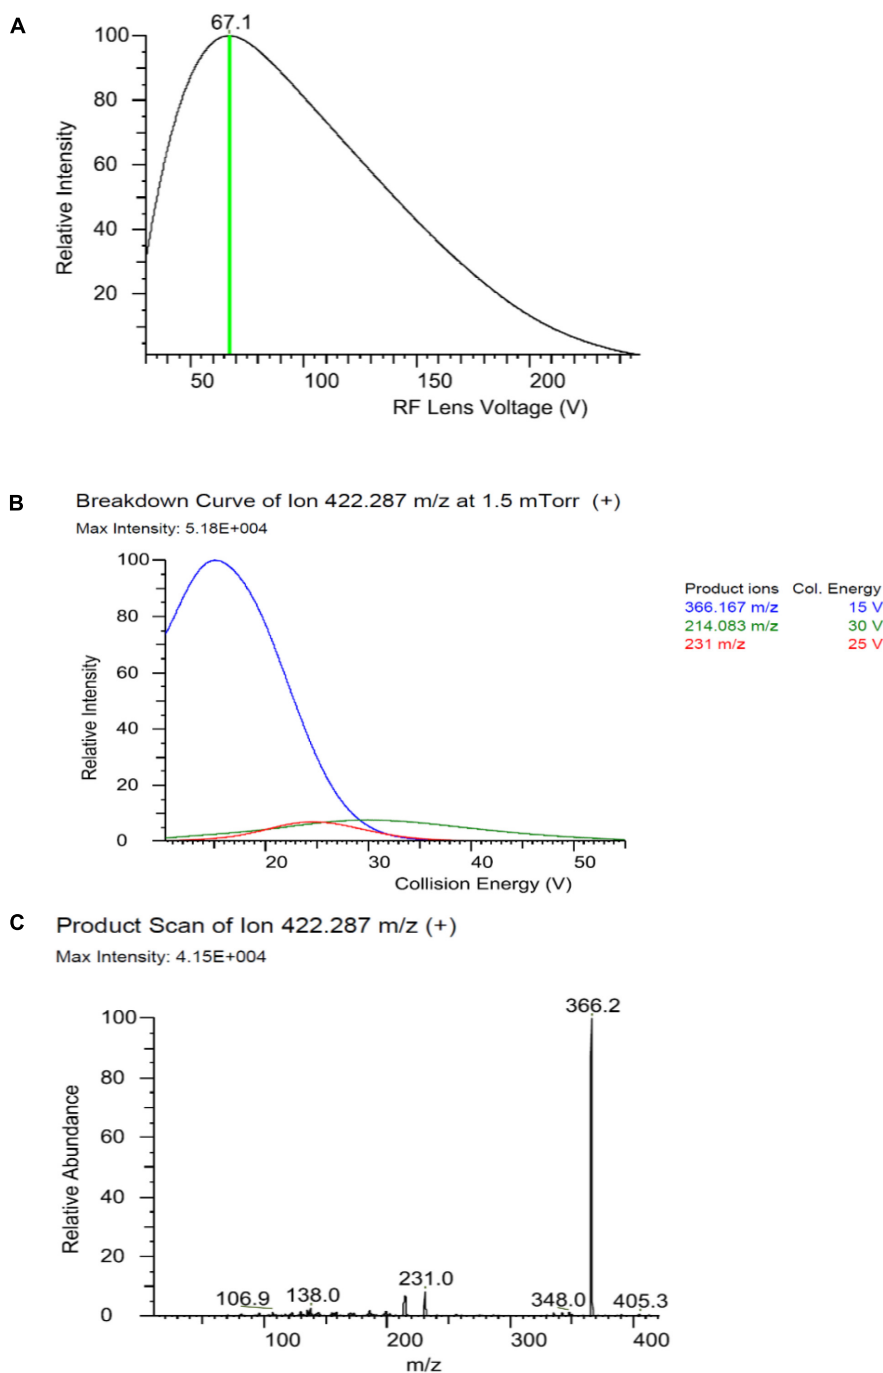 A
67.1
100
80
60
40
20
Relative Intensity
50 100 150 200
RF Lens Voltage (V)
B
Breakdown Curve of Ion 422.287 m/z at 1.5 mTorr (+)
Max Intensity: 5.18E+004
100
80
60
40
20
0
Relative Intensity
20 30 40 50
Collision Energy (V)
Product ions Col. Energy
366.167 m/z 15 V
214.083 m/z 30 V
231 m/z 25 V
C
Product Scan of Ion 422.287 m/z (+)
Max Intensity: 4.15E+004
366.2
100
80
60
40
20
0
Relative Abundance
106.9 138.0 231.0 348.0 405.3
100 200 300 400
m/z